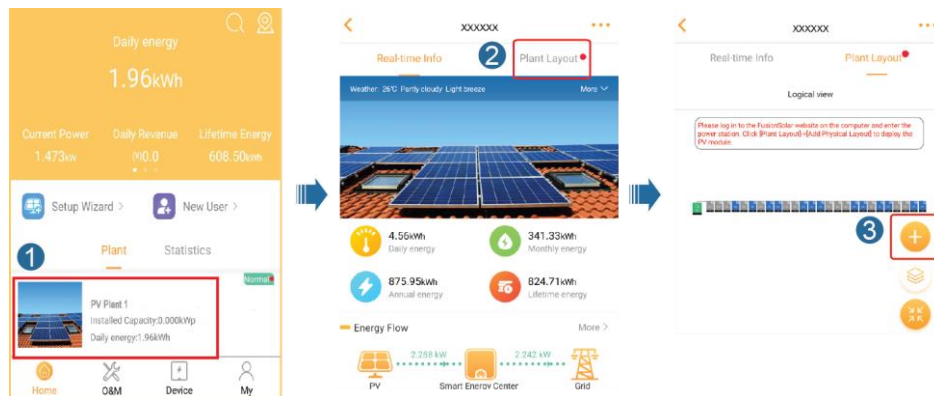 Daily energy
1.96kWh
Current Power
Daily Revenue
Lifetime Energy
1.473kw
(¥)0.0
608.50kwh
Setup Wizard >
New User >
1
Plant
Statistics
Normal
PV Plant 1
Installed Capacity:0.000kWp
Daily energy:1.96kWh
Home
O&M
Device
My
xxxxxx
Real-time Info
2
Plant Layout
Weather: 26℃ Partly cloudy Light breeze
More
4.56kWh
Daily energy
341.33kWh
Monthly energy
875.95kWh
Annual energy
824.71kWh
Lifetime energy
Energy Flow
More >
2.268 kW
2.242 kW
PV
Smart Energy Center
Grid
xxxxxx
Real-time Info
Plant Layout
Logical view
Please log in to the FusionSolar website on the computer and enter the
power station. Click [Plant Layout]→[Add Physical Layout] to deploy the
PV module.
3